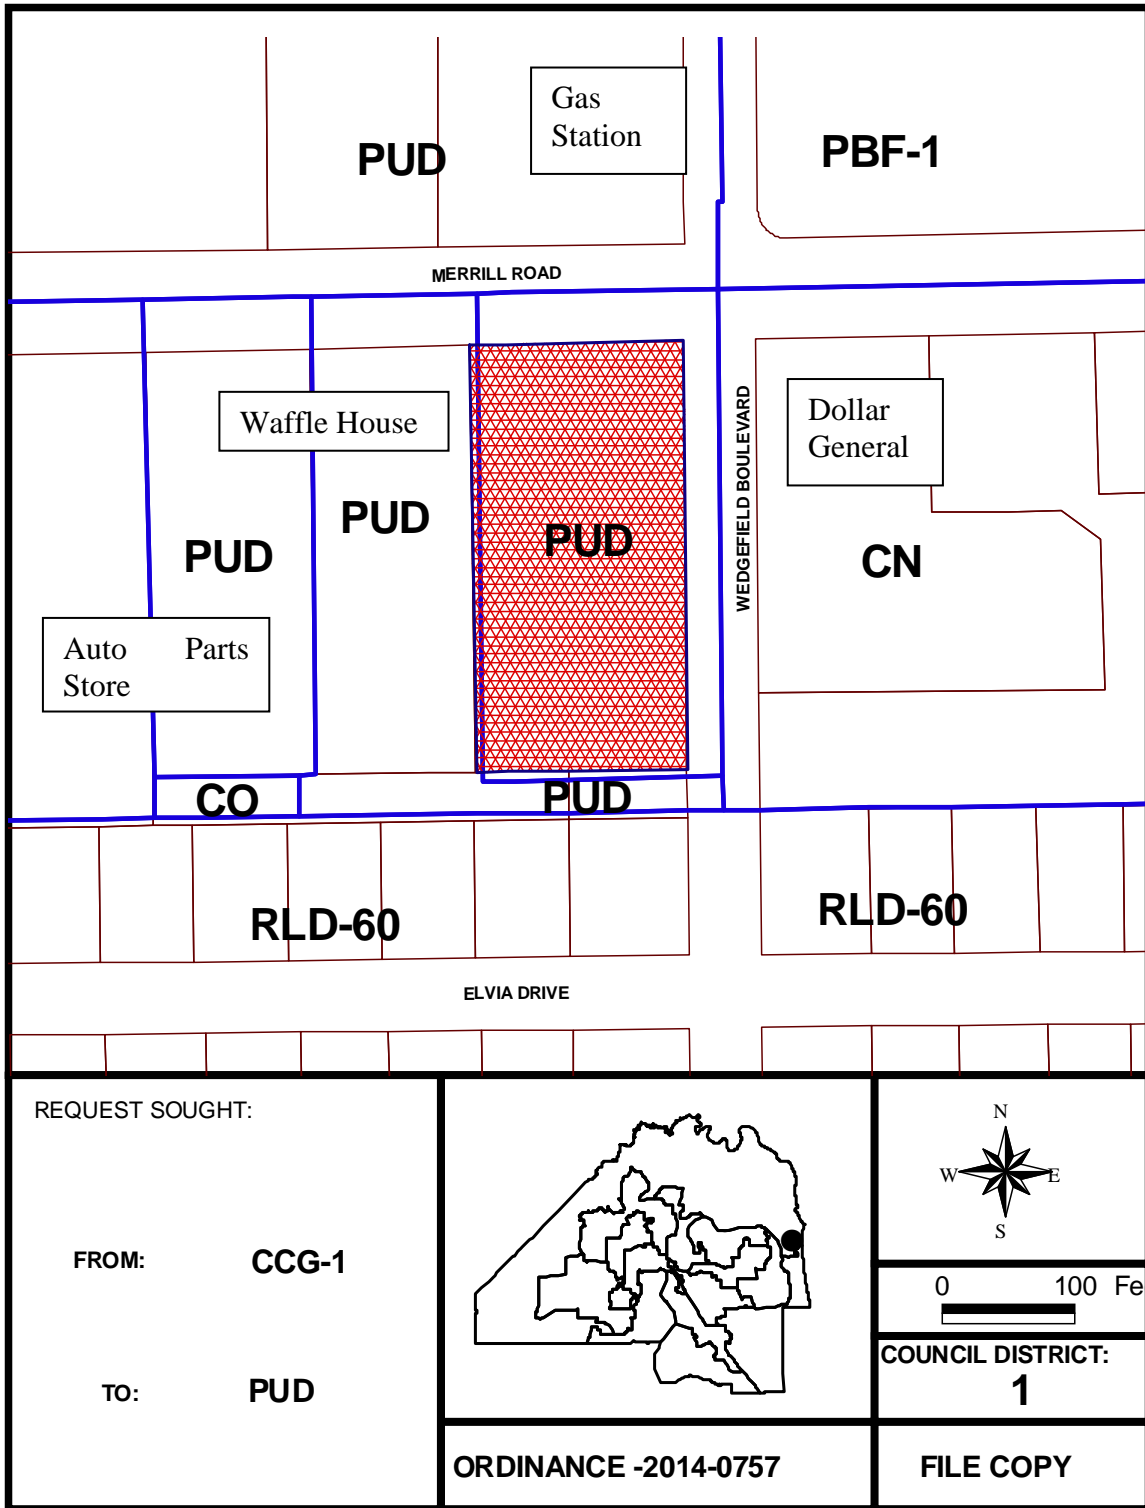 Gas
Station
PUD
PBF-1
MERRILL ROAD
Waffle House
Dollar
General
WEDGEFIELD BOULEVARD
PUD
PUD
PUD
CN
Auto Parts
Store
CO
PUD
RLD-60
RLD-60
ELVIA DRIVE
REQUEST SOUGHT:
FROM: CCG-1
TO: PUD
N
W E
S
0 100 Fe
COUNCIL DISTRICT:
1
ORDINANCE -2014-0757
FILE COPY